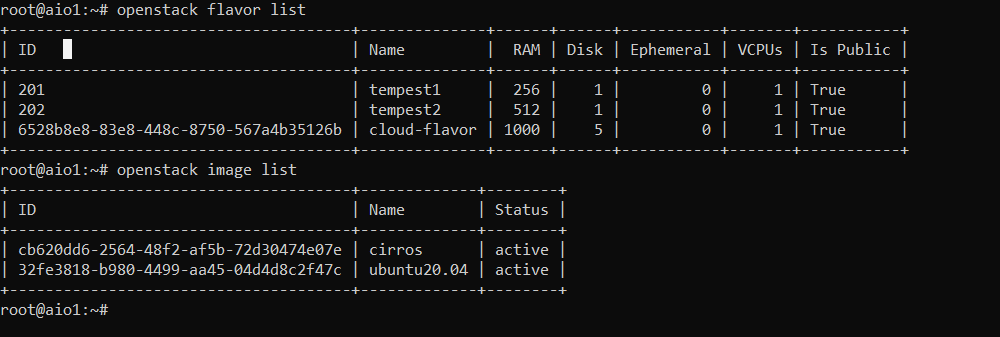 root@aio1:~# openstack flavor list
+--------------------------------------+--------------+------+------+-----------+-------+-----------+
| ID                                   | Name         |  RAM | Disk | Ephemeral | VCPUs | Is Public |
+--------------------------------------+--------------+------+------+-----------+-------+-----------+
| 201                                  | tempest1     |  256 |    1 |         0 |     1 | True      |
| 202                                  | tempest2     |  512 |    1 |         0 |     1 | True      |
| 6528b8e8-83e8-448c-8750-567a4b35126b | cloud-flavor | 1000 |    5 |         0 |     1 | True      |
+--------------------------------------+--------------+------+------+-----------+-------+-----------+
root@aio1:~# openstack image list
+--------------------------------------+-------------+--------+
| ID                                   | Name        | Status |
+--------------------------------------+-------------+--------+
| cb620dd6-2564-48f2-af5b-72d30474e07e | cirros      | active |
| 32fe3818-b980-4499-aa45-04d4d8c2f47c | ubuntu20.04 | active |
+--------------------------------------+-------------+--------+
root@aio1:~#